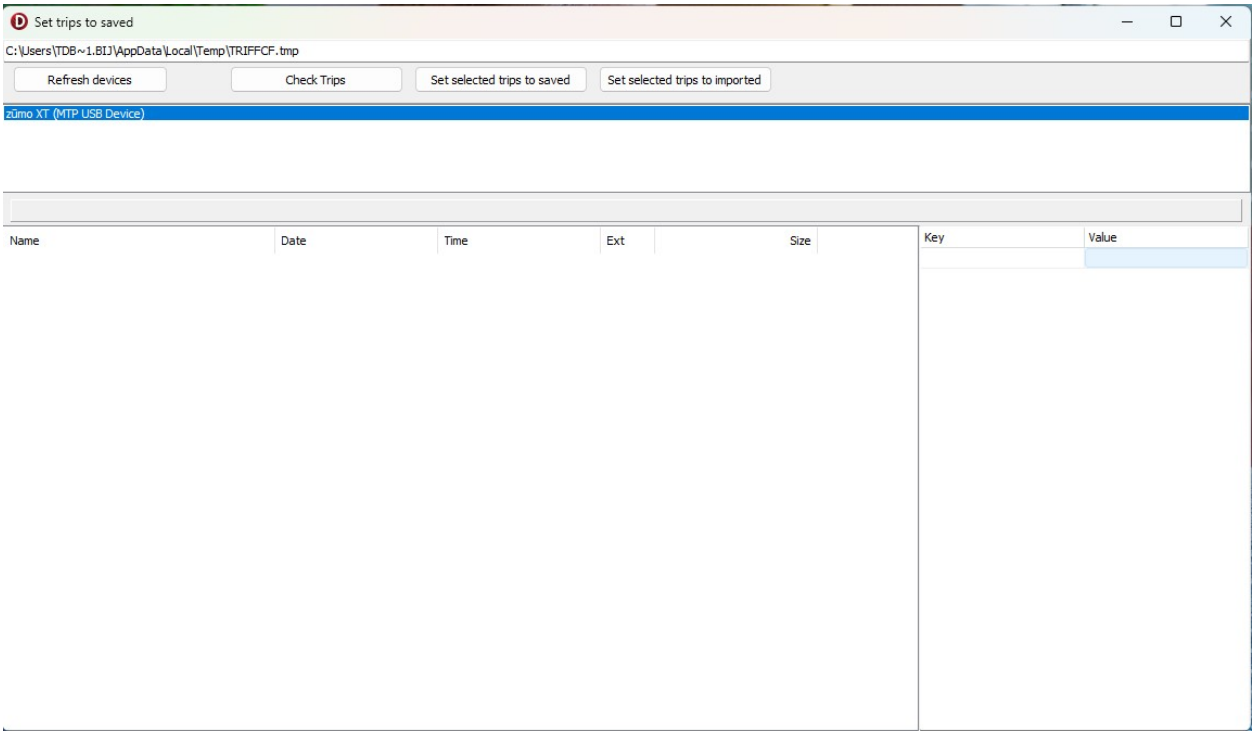 Set trips to saved
C:\Users\TDB~1.BIJ\AppData\Local\Temp\TRIFFCF.tmp
Refresh devices Check Trips Set selected trips to saved Set selected trips to imported
zūmo XT (MTP USB Device)
Name Date Time Ext Size Key Value